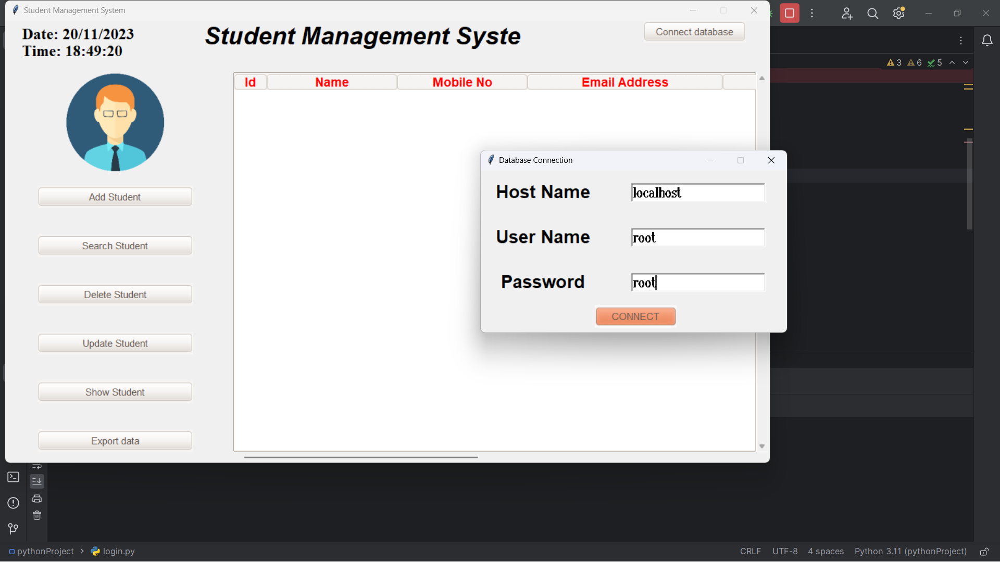 Student Management System
Date: 20/11/2023
Time: 18:49:20
Student Management Syste
Connect database
3 6 5
Id Name Mobile No Email Address
Database Connection
Host Name localhost
User Name root
Password root
CONNECT
Add Student
Search Student
Delete Student
Update Student
Show Student
Export data
pythonProject > login.py
CRLF UTF-8 4 spaces Python 3.11 (pythonProject)